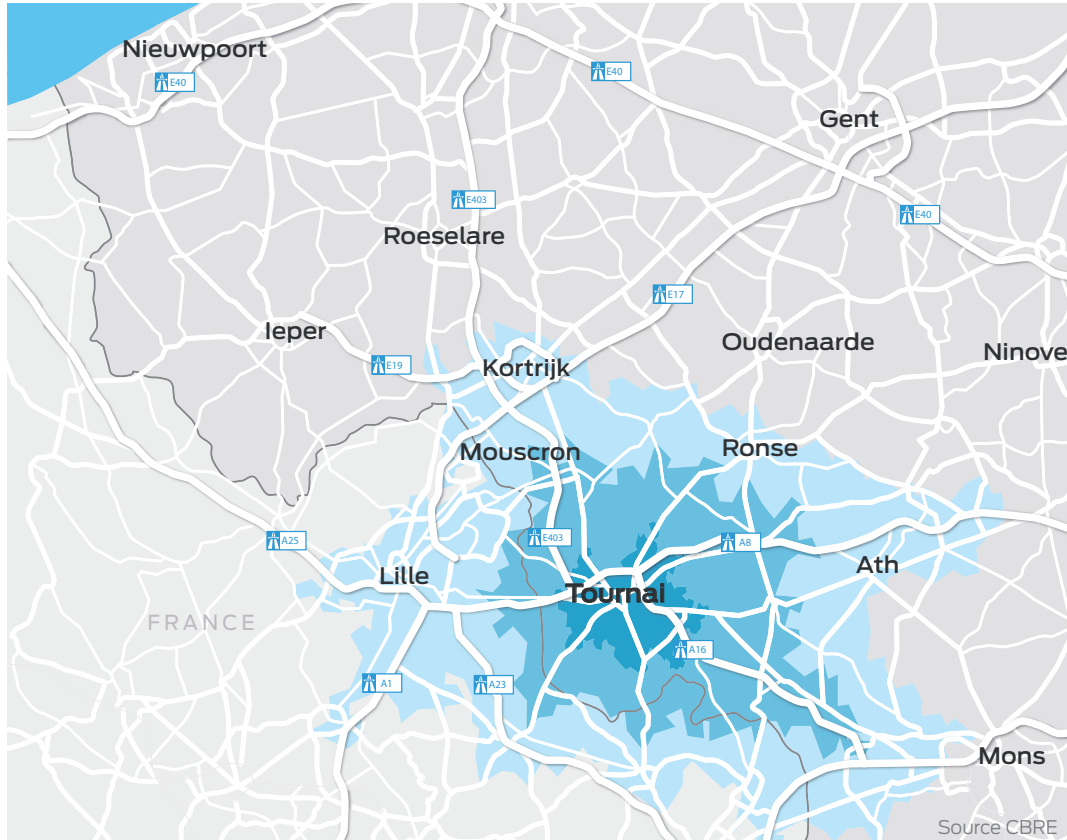 Nieuwpoort
E40
E40
Gent
E403
Roeselare
E40
E17
Ieper
Oudenaarde
Ninove
E19
Kortrijk
Mouscron
Ronse
A25
E403
A8
Lille
Ath
Tournai
FRANCE
A16
A1
A23
Mons
Source CBRE